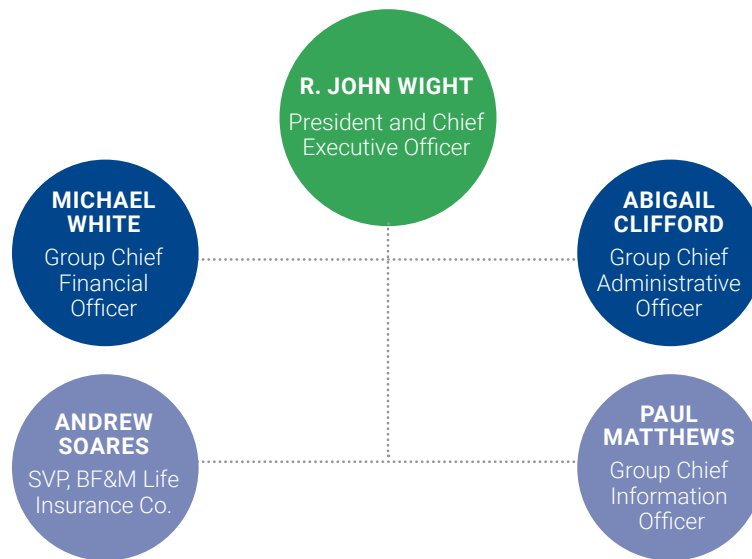 R. JOHN WIGHT
President and Chief
Executive Officer
MICHAEL
WHITE
Group Chief
Financial
Officer
ABIGAIL
CLIFFORD
Group Chief
Administrative
Officer
ANDREW
SOARES
SVP, BF&M Life
Insurance Co.
PAUL
MATTHEWS
Group Chief
Information
Officer